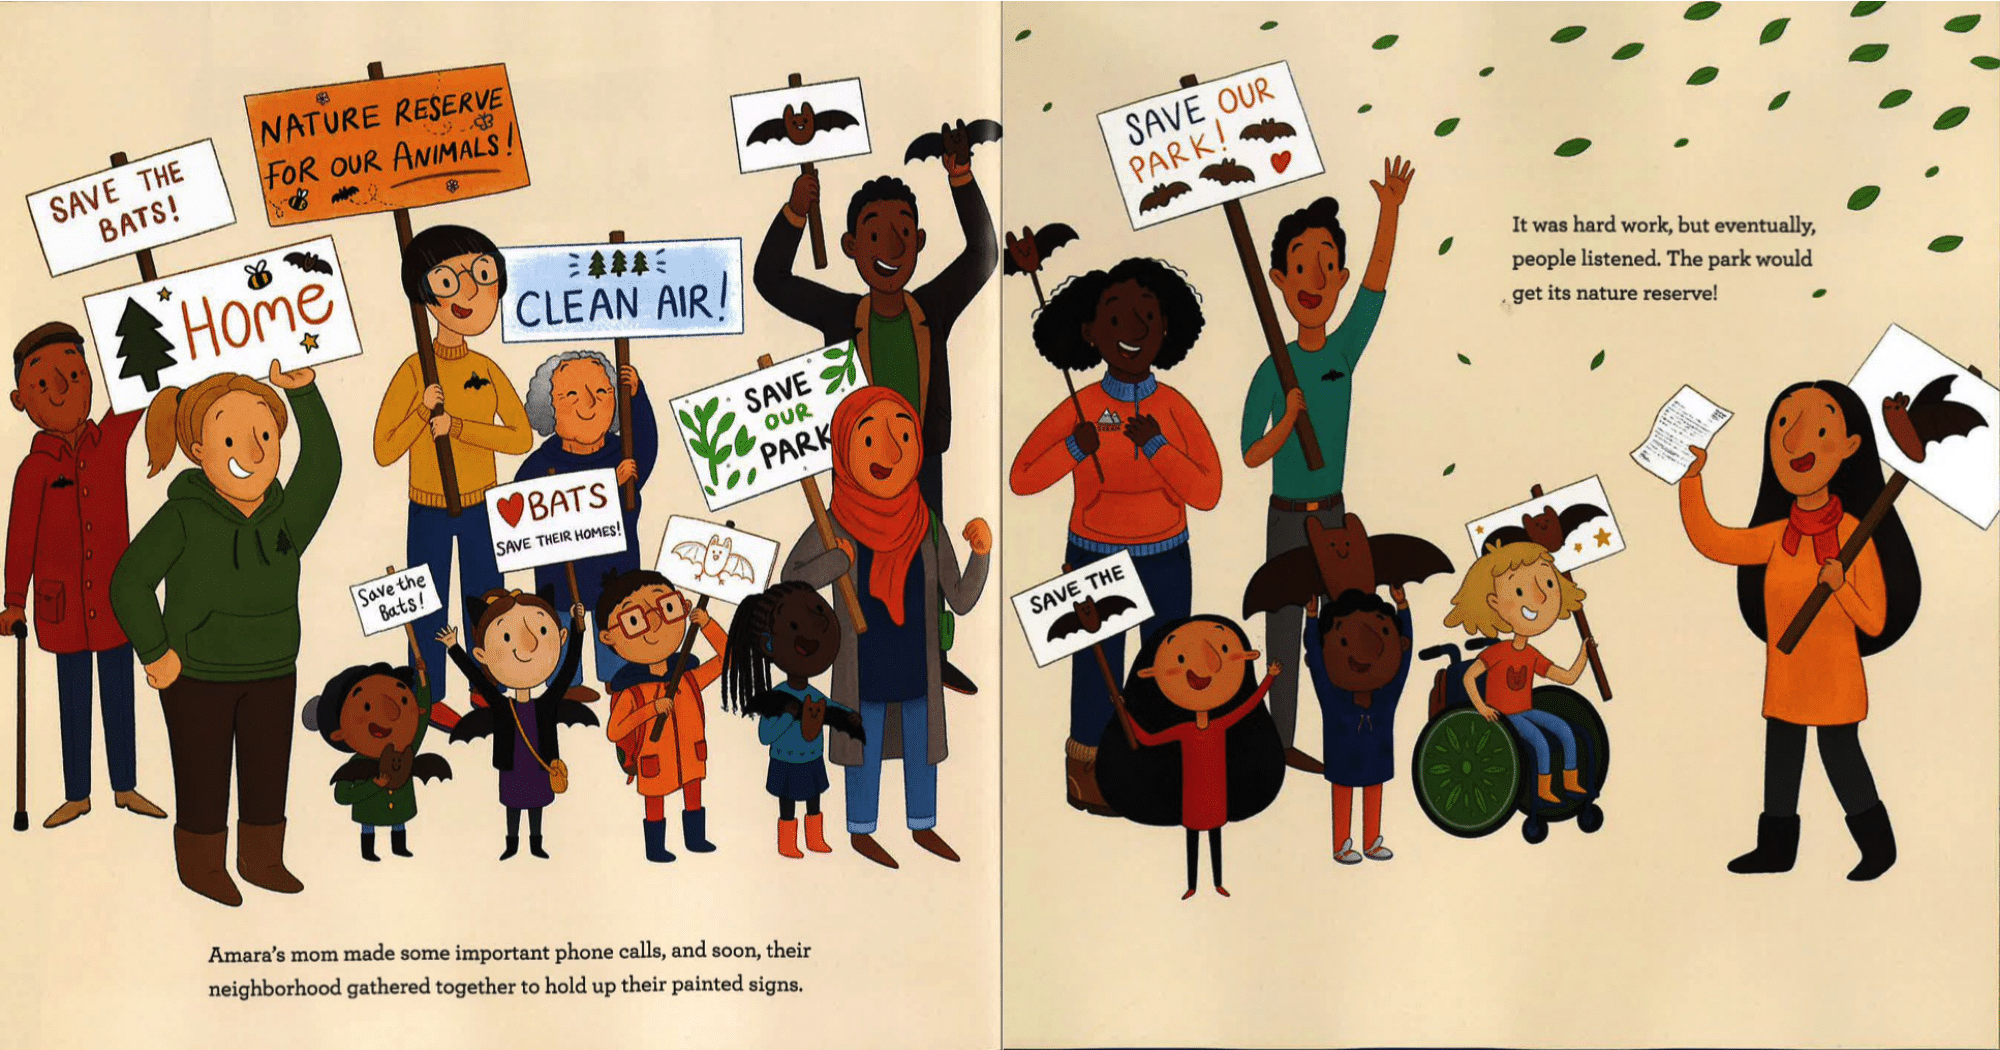 SAVE THE
BATS!
NATURE RESERVE
FOR OUR ANIMALS!
HOME
CLEAN AIR!
SAVE
OUR
PARK
♥BATS
SAVE THEIR HOMES!
Save the
Bats!
Amara's mom made some important phone calls, and soon, their
neighborhood gathered together to hold up their painted signs.
SAVE OUR
PARK!
SAVE THE
It was hard work, but eventually,
people listened. The park would
get its nature reserve!